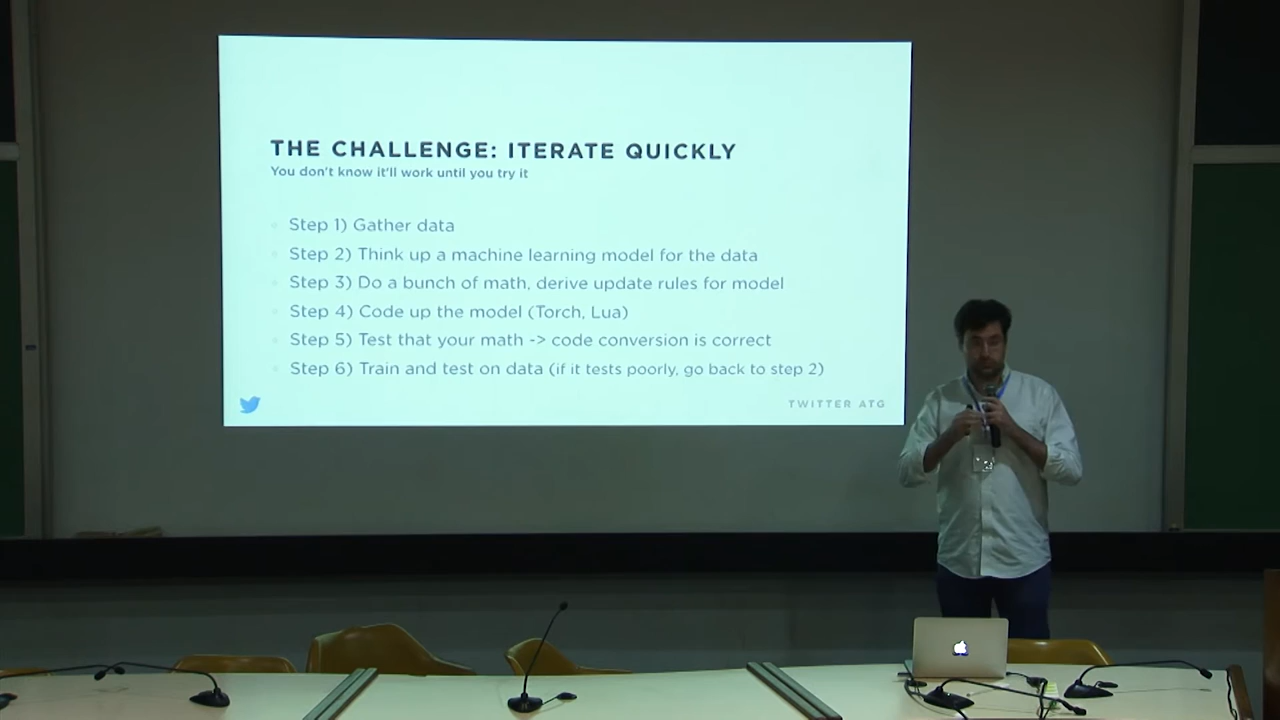 THE CHALLENGE: ITERATE QUICKLY
You don't know it'll work until you try it
Step 1) Gather data
Step 2) Think up a machine learning model for the data
Step 3) Do a bunch of math, derive update rules for model
Step 4) Code up the model (Torch, Lua)
Step 5) Test that your math -> code conversion is correct
Step 6) Train and test on data (if it tests poorly, go back to step 2)
TWITTER ATG